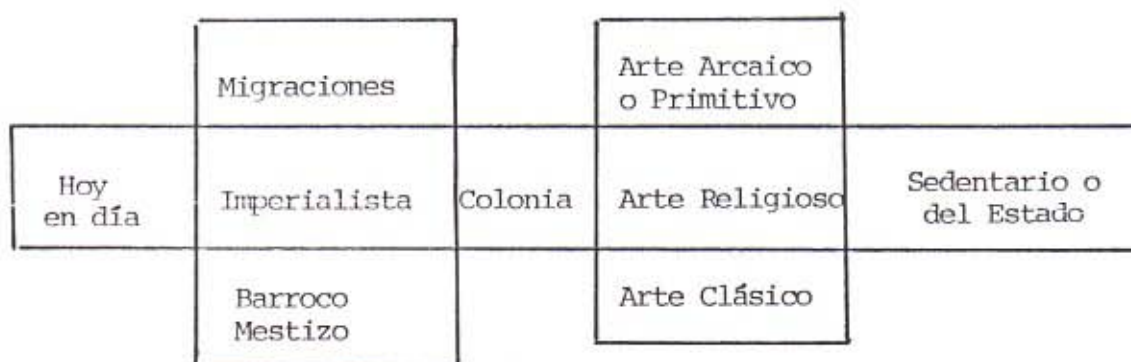 Migraciones
Arte Arcaico
o Primitivo
Hoy
en día
Imperialista
Colonia
Arte Religioso
Sedentario o
del Estado
Barroco
Mestizo
Arte Clásico